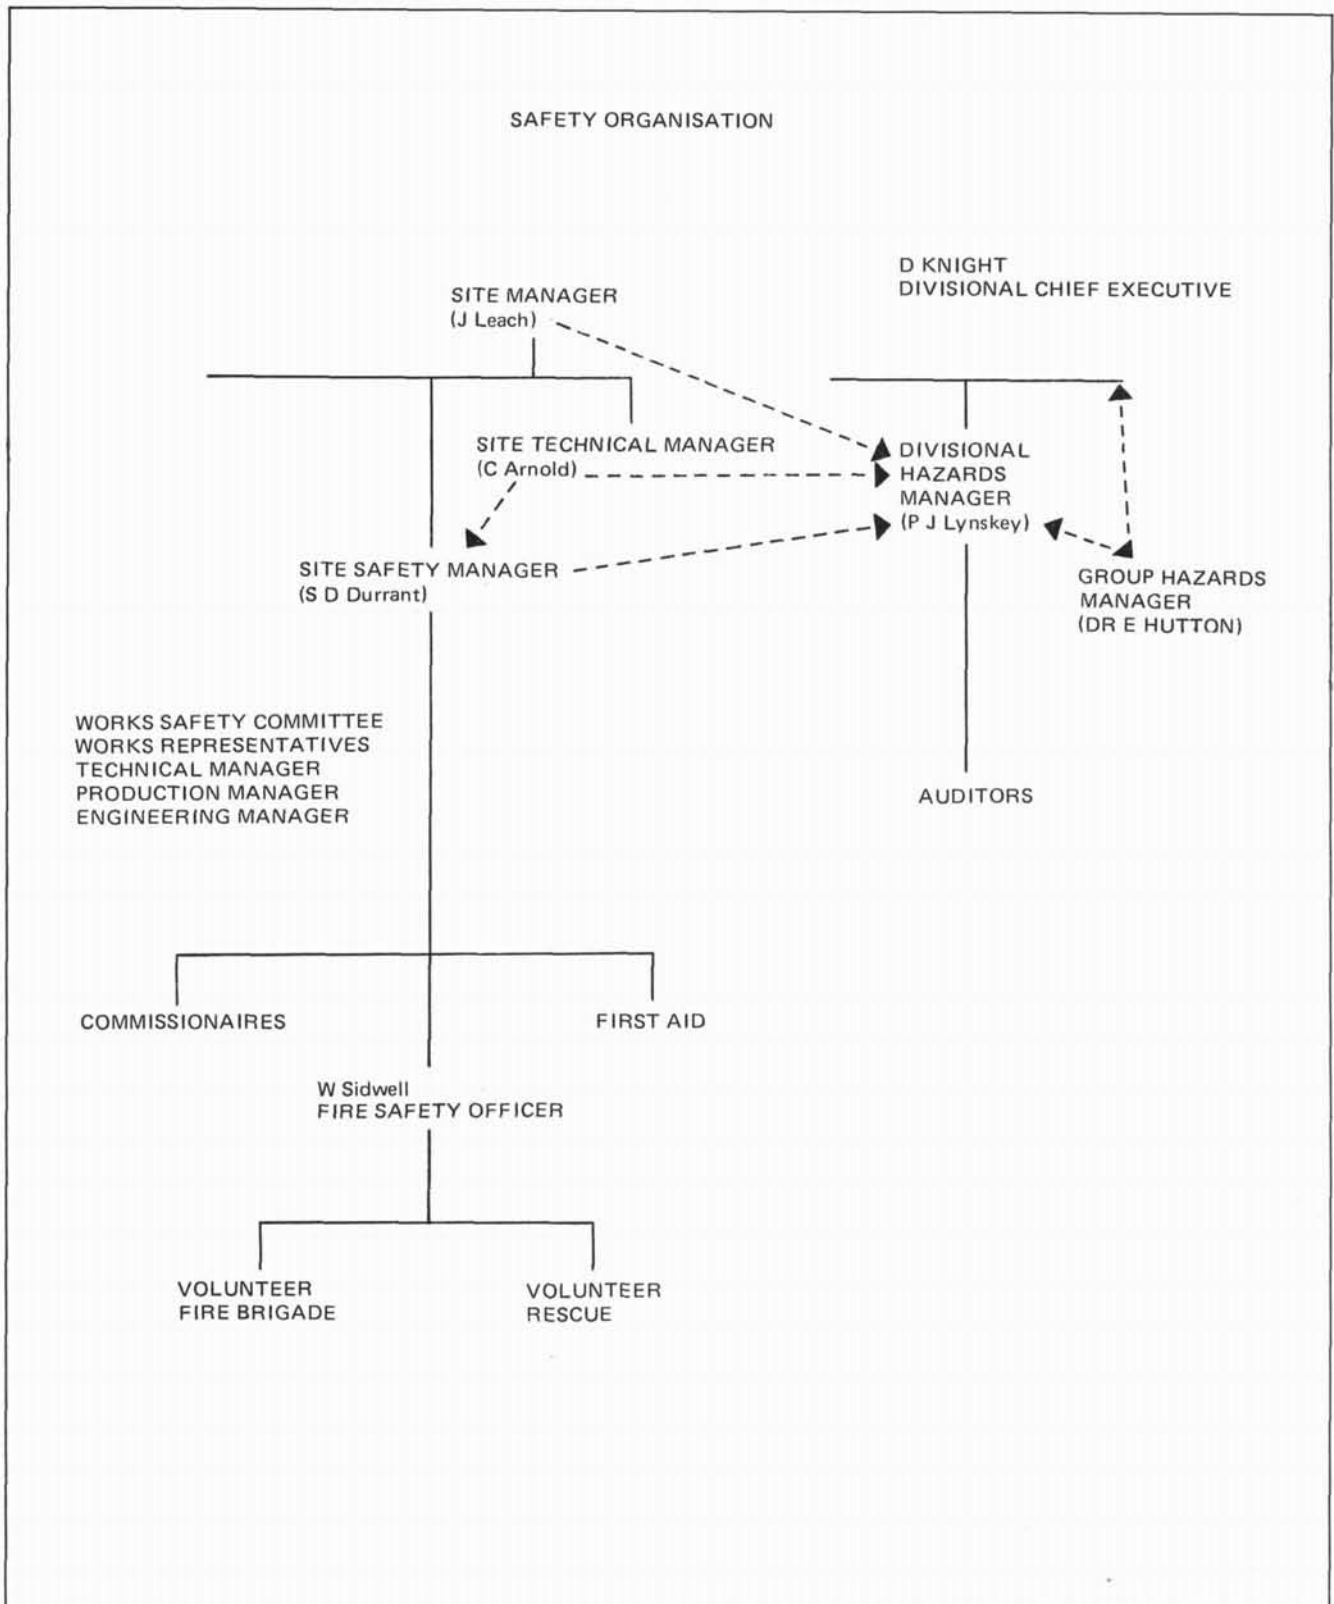 SAFETY ORGANISATION
D KNIGHT
DIVISIONAL CHIEF EXECUTIVE
SITE MANAGER
(J Leach)
SITE TECHNICAL MANAGER
(C Arnold)
DIVISIONAL
HAZARDS
MANAGER
(P J Lynskey)
SITE SAFETY MANAGER
(S D Durrant)
GROUP HAZARDS
MANAGER
(DR E HUTTON)
WORKS SAFETY COMMITTEE
WORKS REPRESENTATIVES
TECHNICAL MANAGER
PRODUCTION MANAGER
ENGINEERING MANAGER
AUDITORS
COMMISSIONAIRES
FIRST AID
W Sidwell
FIRE SAFETY OFFICER
VOLUNTEER
FIRE BRIGADE
VOLUNTEER
RESCUE